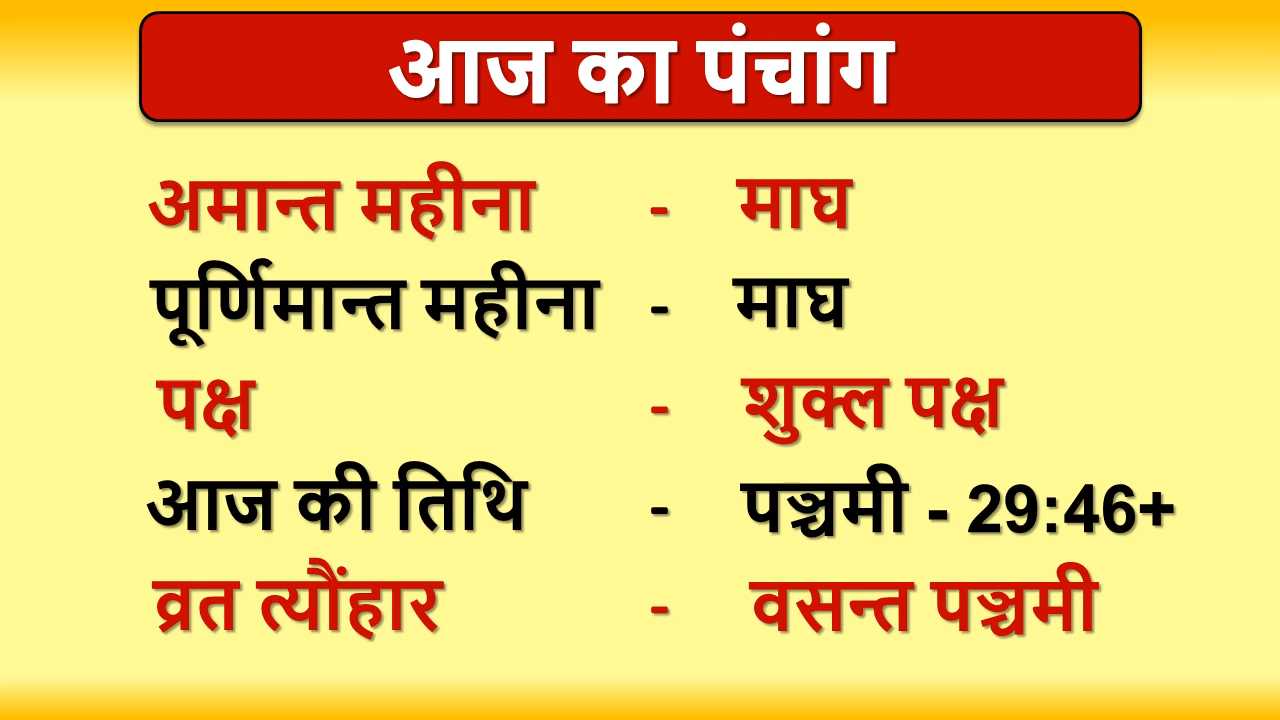 आज का पंचांग
अमान्त महीना - माघ
पूर्णिमान्त महीना - माघ
पक्ष - शुक्ल पक्ष
आज की तिथि - पञ्चमी - 29:46+
व्रत त्यौंहार - वसन्त पञ्चमी